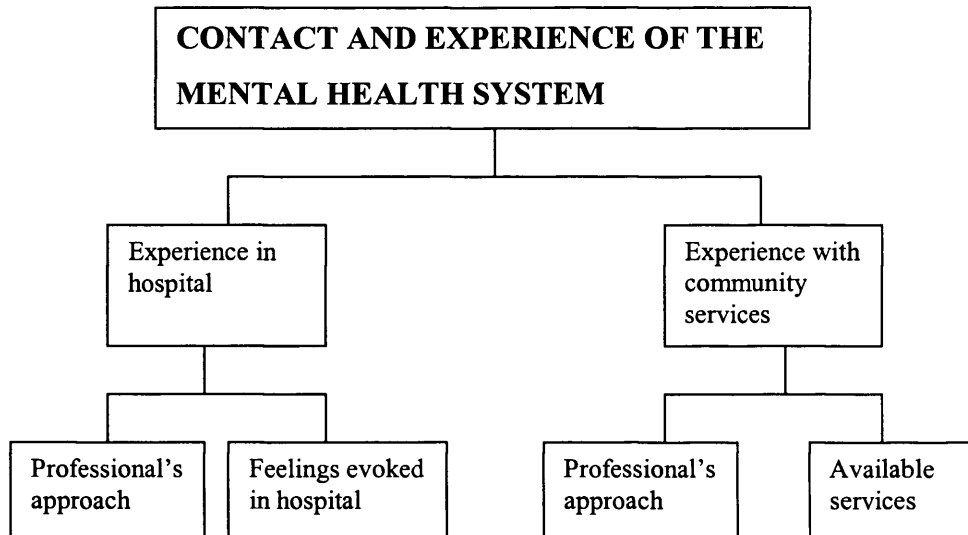 CONTACT AND EXPERIENCE OF THE
MENTAL HEALTH SYSTEM
Experience in
hospital
Experience with
community
services
Professional’s
approach
Feelings evoked
in hospital
Professional’s
approach
Available
services